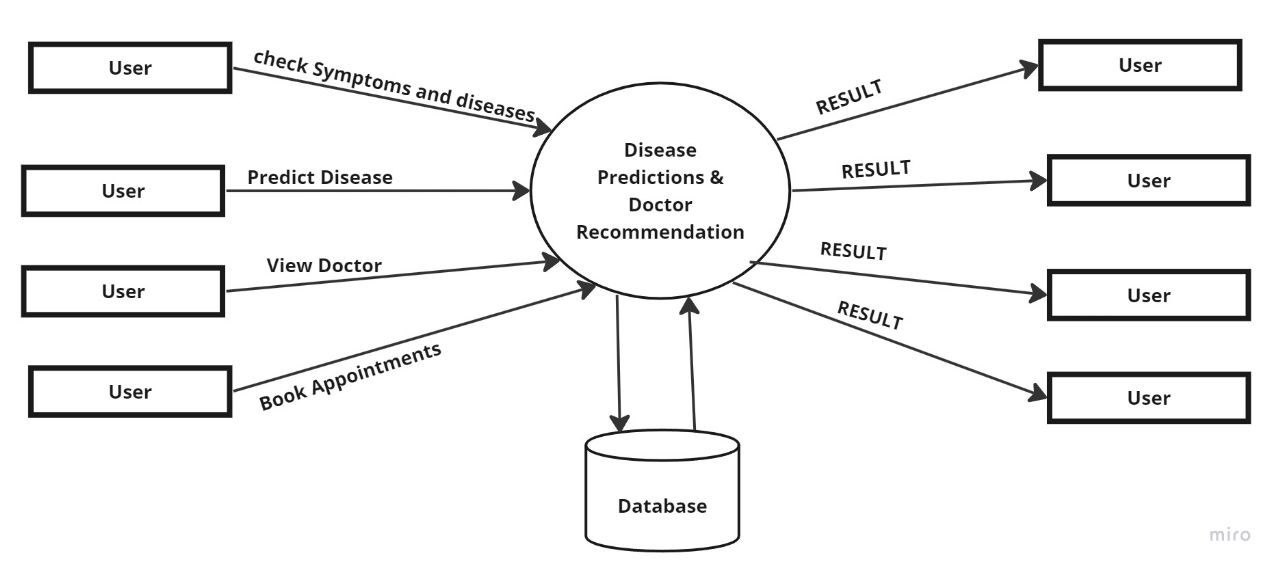 User
check Symptoms and diseases
User
Predict Disease
User
View Doctor
User
Book Appointments
Disease
Predictions &
Doctor
Recommendation
Database
RESULT
User
RESULT
User
RESULT
User
RESULT
User
miro